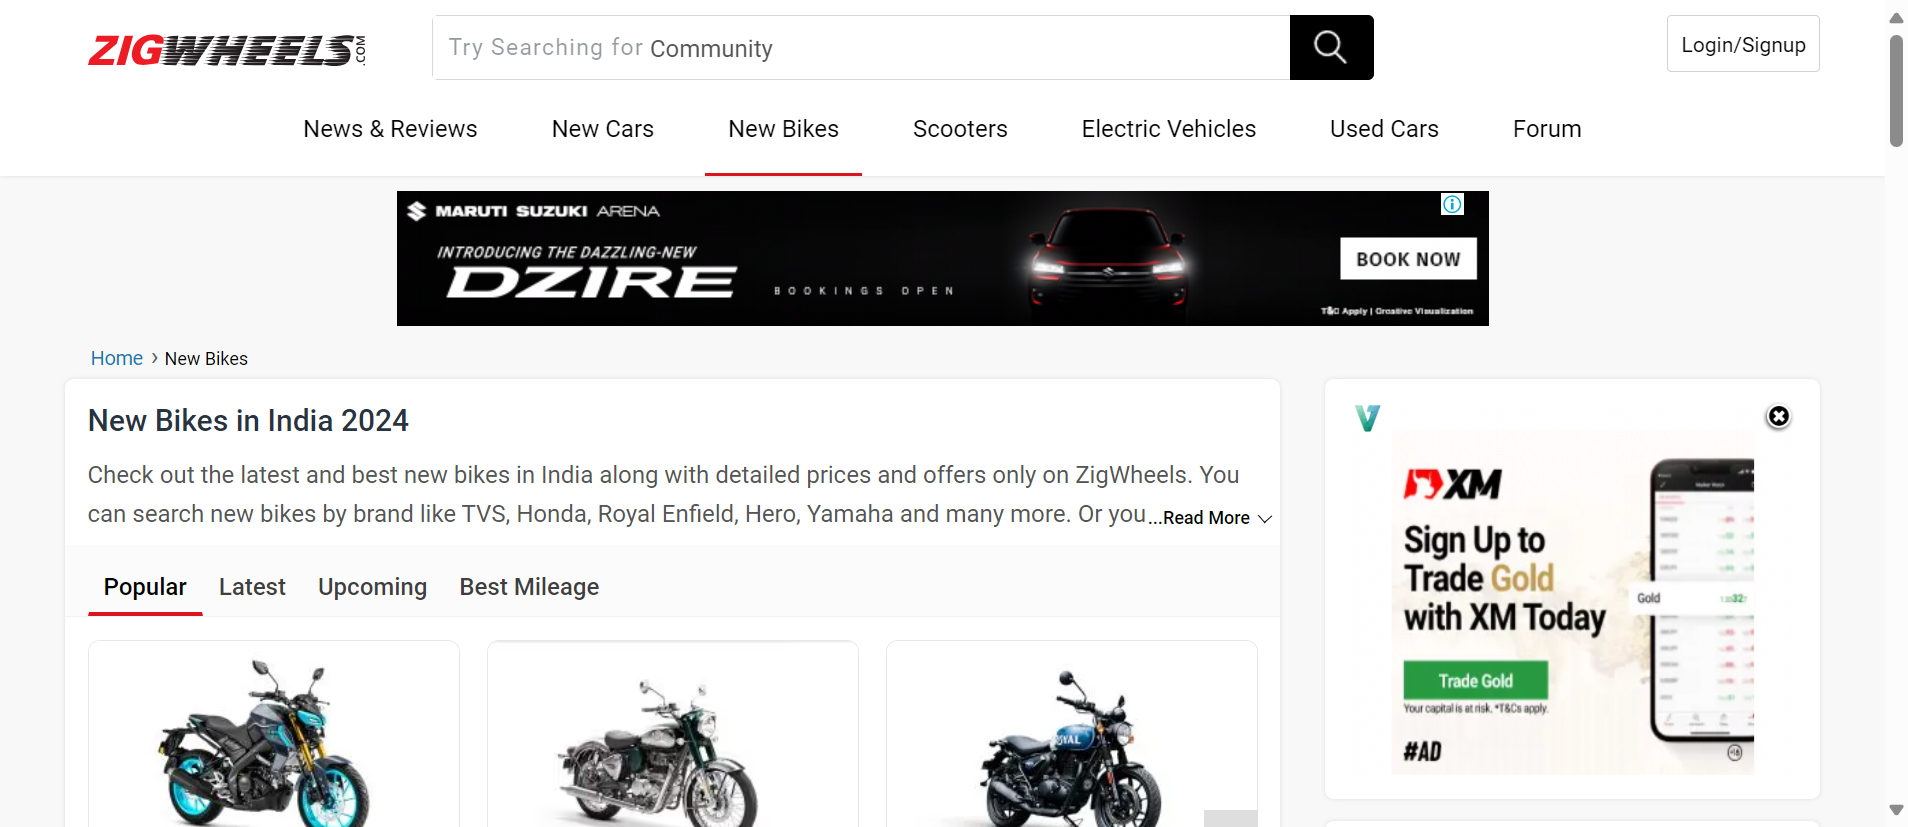 ZIGWHEELS.COM
Try Searching for Community
Login/Signup
News & Reviews
New Cars
New Bikes
Scooters
Electric Vehicles
Used Cars
Forum
MARUTI SUZUKI ARENA
INTRODUCING THE DAZZLING-NEW
DZIRE
BOOKINGS OPEN
BOOK NOW
T&C Apply | Creative Visualization
Home › New Bikes
New Bikes in India 2024
Check out the latest and best new bikes in India along with detailed prices and offers only on ZigWheels. You
can search new bikes by brand like TVS, Honda, Royal Enfield, Hero, Yamaha and many more. Or you...Read More
Popular
Latest
Upcoming
Best Mileage
ROYAL
XM
Sign Up to
Trade Gold
with XM Today
Gold
Trade Gold
Your capital is at risk. *T&Cs apply.
#AD